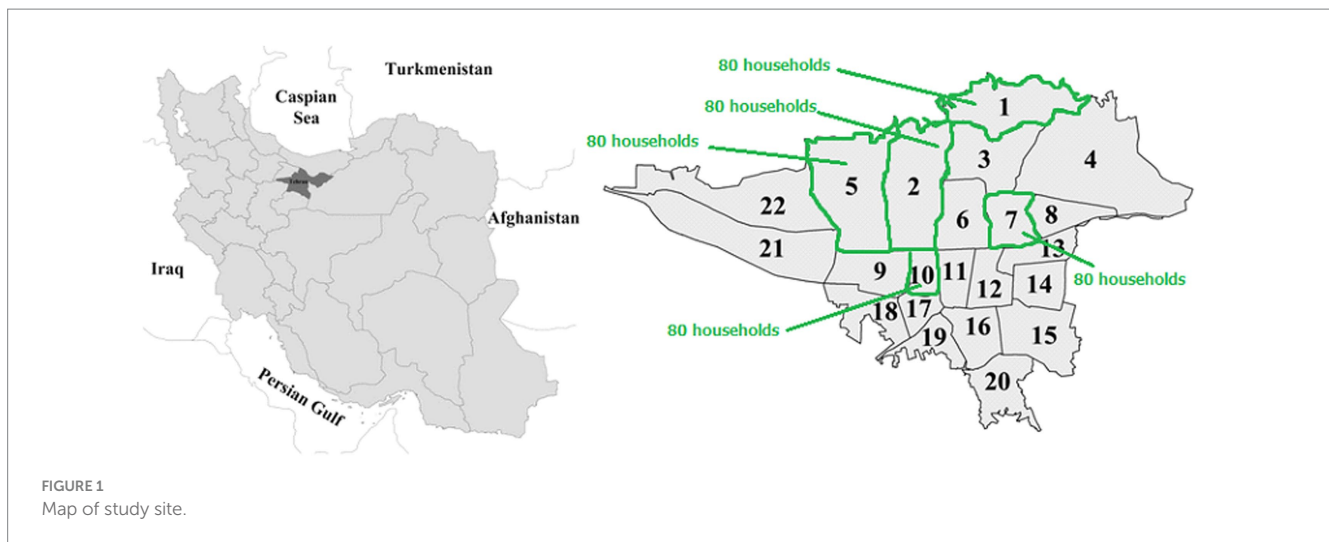 Turkmenistan
Caspian
Sea
Tehran
Afghanistan
Iraq
Persian Gulf
80 households
80 households
80 households
1
3
4
5
2
22
6
7
8
21
13
9
10
11
80 households
12
14
18
17
80 households
16
15
19
20
FIGURE 1
Map of study site.